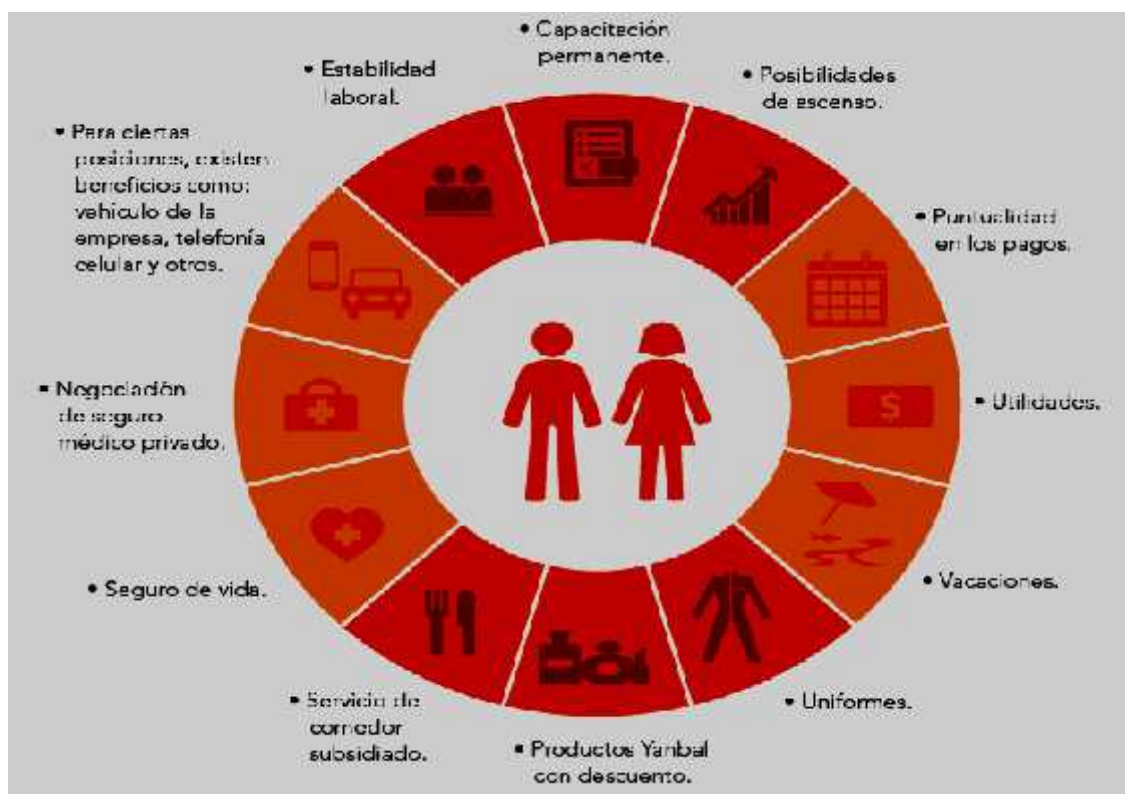 • Capacitación
permanente.
• Posibilidades
de ascenso.
• Puntualidad
en los pagos.
$
• Utilidades.
• Vacaciones.
• Uniformes.
• Productos Yanbal
con descuento.
• Servicio de
comedor
subsidiado.
• Seguro de vida.
• Negociación
de seguro
médico privado.
• Para ciertas
posiciones, existen
beneficios como:
vehículo de la
empresa, telefonía
celular y otros.
• Estabilidad
laboral.